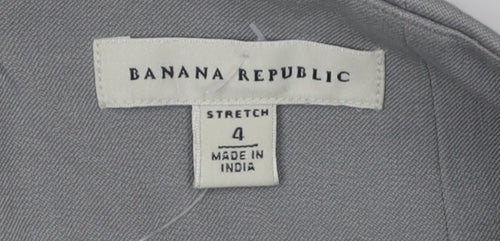 BANANA REPUBLIC
STRETCH
4
MADE IN
INDIA